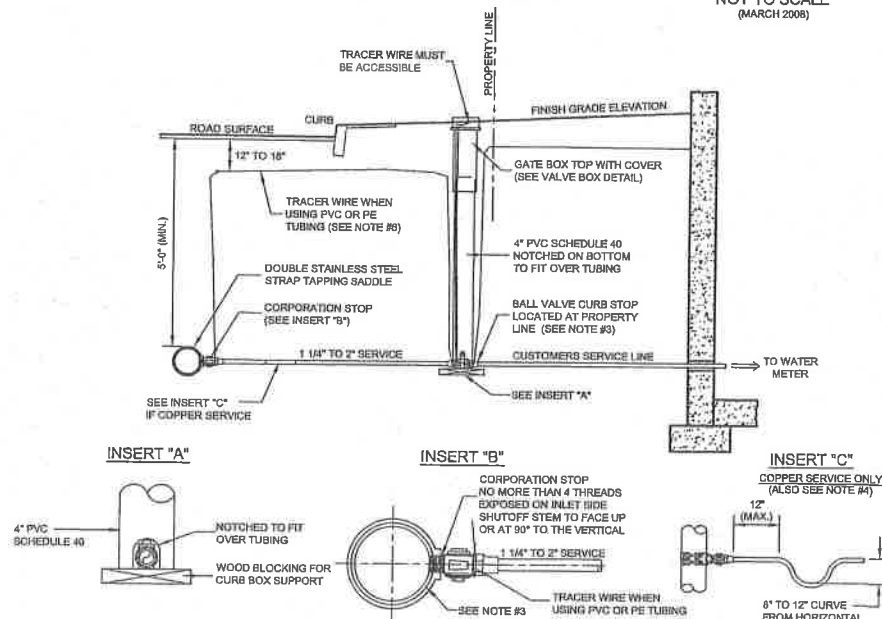 NOT TO SCALE
(MARCH 2008)
TRACER WIRE MUST
BE ACCESSIBLE
PROPERTY LINE
FINISH GRADE ELEVATION
CURB
ROAD SURFACE
12" TO 18"
GATE BOX TOP WITH COVER
(SEE VALVE BOX DETAIL)
TRACER WIRE WHEN
USING PVC OR PE
TUBING (SEE NOTE #6)
5'-0" (MIN.)
4" PVC SCHEDULE 40
NOTCHED ON BOTTOM
TO FIT OVER TUBING
DOUBLE STAINLESS STEEL
STRAP TAPPING SADDLE
CORPORATION STOP
(SEE INSERT "B")
BALL VALVE CURB STOP
LOCATED AT PROPERTY
LINE (SEE NOTE #3)
1 1/4" TO 2" SERVICE
CUSTOMERS SERVICE LINE
TO WATER
METER
SEE INSERT "C"
IF COPPER SERVICE
SEE INSERT "A"
INSERT "A"
4" PVC
SCHEDULE 40
NOTCHED TO FIT
OVER TUBING
WOOD BLOCKING FOR
CURB BOX SUPPORT
INSERT "B"
CORPORATION STOP
NO MORE THAN 4 THREADS
EXPOSED ON INLET SIDE
SHUTOFF STEM TO FACE UP
OR AT 90° TO THE VERTICAL
1 1/4" TO 2" SERVICE
TRACER WIRE WHEN
USING PVC OR PE TUBING
SEE NOTE #3
INSERT "C"
COPPER SERVICE ONLY
(ALSO SEE NOTE #4)
12"
(MAX.)
8" TO 12" CURVE
FROM HORIZONTAL